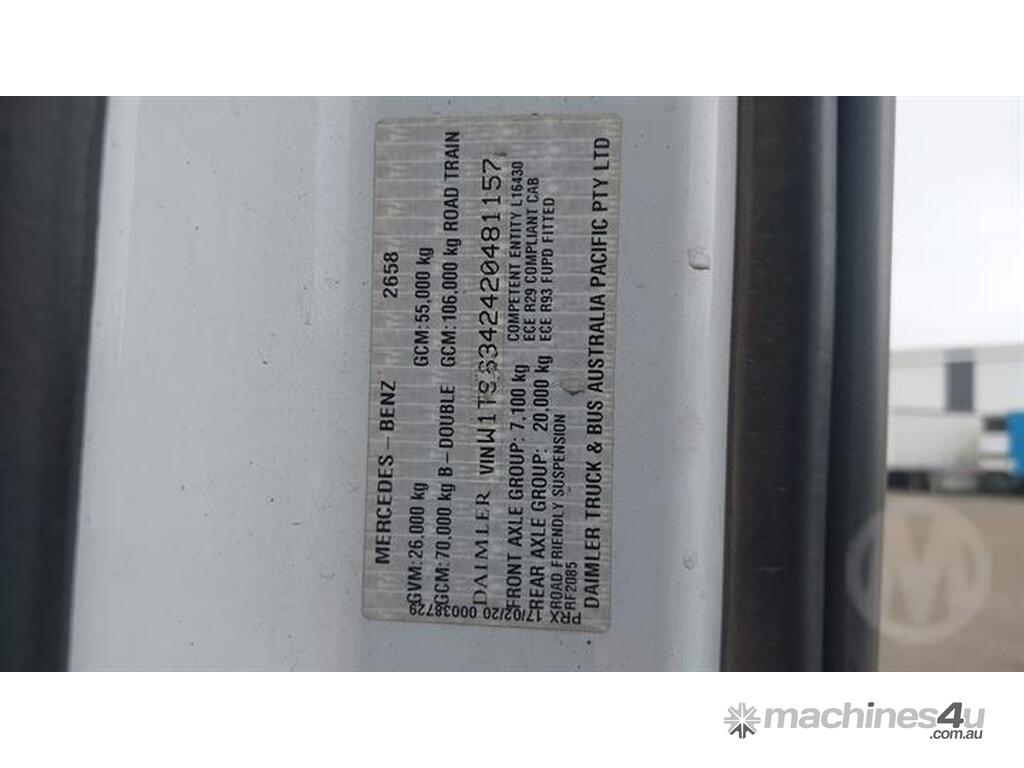 MERCEDES-BENZ 2658
GVM:26,000 kg GCM:55,000 kg
GCM:70,000 kg B-DOUBLE GCM:106,000 kg ROAD TRAIN
DAIMLER VINW1T96342420481157
FRONT AXLE GROUP: 7,100 kg COMPETENT ENTITY L16430
REAR AXLE GROUP: 20,000 kg ECE R29 COMPLIANT CAB
ROAD FRIENDLY SUSPENSION ECE R93 FUPD FITTED
RF2085
DAIMLER TRUCK & BUS AUSTRALIA PACIFIC PTY LTD
17/02/20 00038729
M
machines4u
.com.au